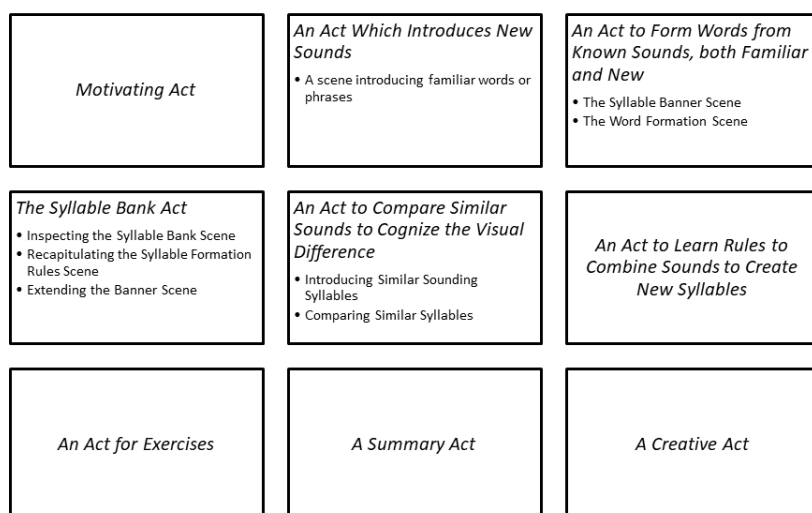 Motivating Act
An Act Which Introduces New
Sounds
• A scene introducing familiar words or
phrases
An Act to Form Words from
Known Sounds, both Familiar
and New
• The Syllable Banner Scene
• The Word Formation Scene
The Syllable Bank Act
• Inspecting the Syllable Bank Scene
• Recapitulating the Syllable Formation
Rules Scene
• Extending the Banner Scene
An Act to Compare Similar
Sounds to Cognize the Visual
Difference
• Introducing Similar Sounding
Syllables
• Comparing Similar Syllables
An Act to Learn Rules to
Combine Sounds to Create
New Syllables
An Act for Exercises
A Summary Act
A Creative Act